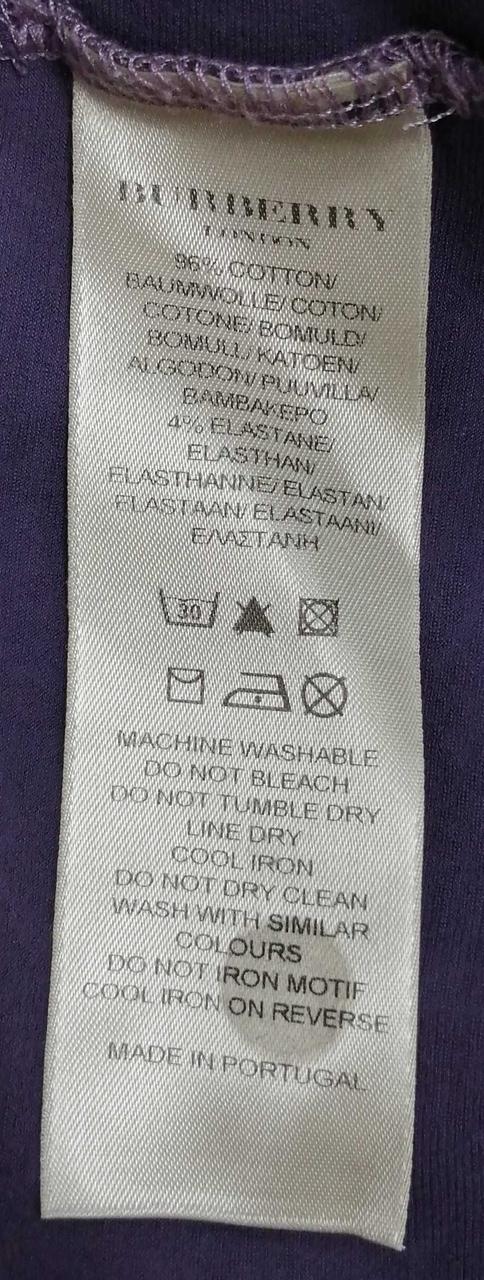 BURBERRY
LONDON
96% COTTON/
BAUMWOLLE/ COTON/
COTONE/ BOMULD/
BOMULL/ KATOEN/
ALGODON/ PUUVILLA/
ΒΑΜΒΑΚΕΡΟ
4% ELASTANE/
ELASTHAN/
ELASTHANNE/ ELASTAN/
ELASTAAN/ ELASTAANI/
ΕΛΑΣΤΑΝΗ
30
MACHINE WASHABLE
DO NOT BLEACH
DO NOT TUMBLE DRY
LINE DRY
COOL IRON
DO NOT DRY CLEAN
WASH WITH SIMILAR
COLOURS
DO NOT IRON MOTIF
COOL IRON ON REVERSE
MADE IN PORTUGAL